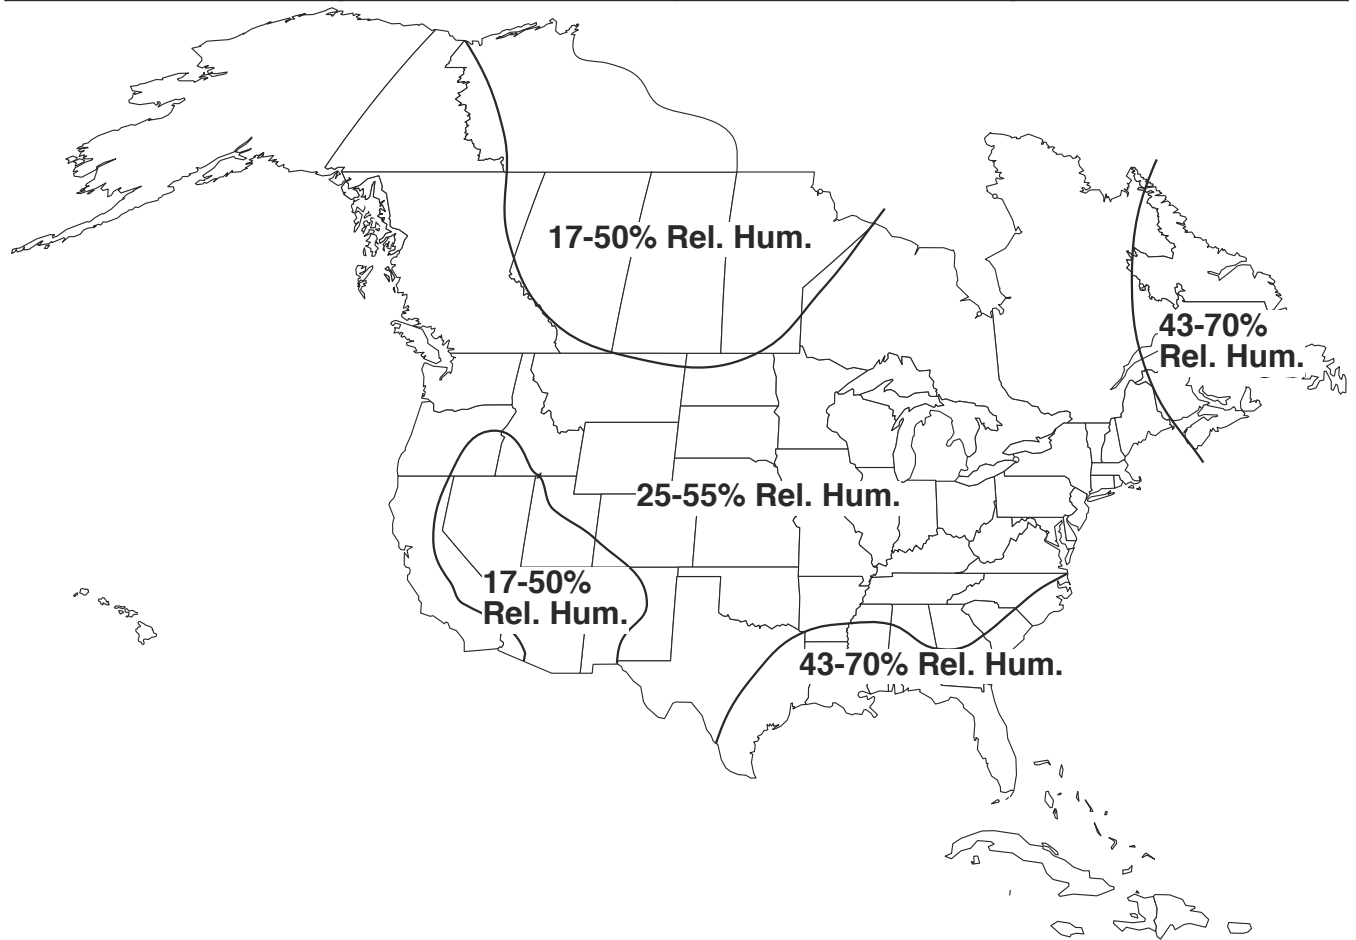 17-50% Rel. Hum.
43-70%
Rel. Hum.
25-55% Rel. Hum.
17-50%
Rel. Hum.
43-70% Rel. Hum.